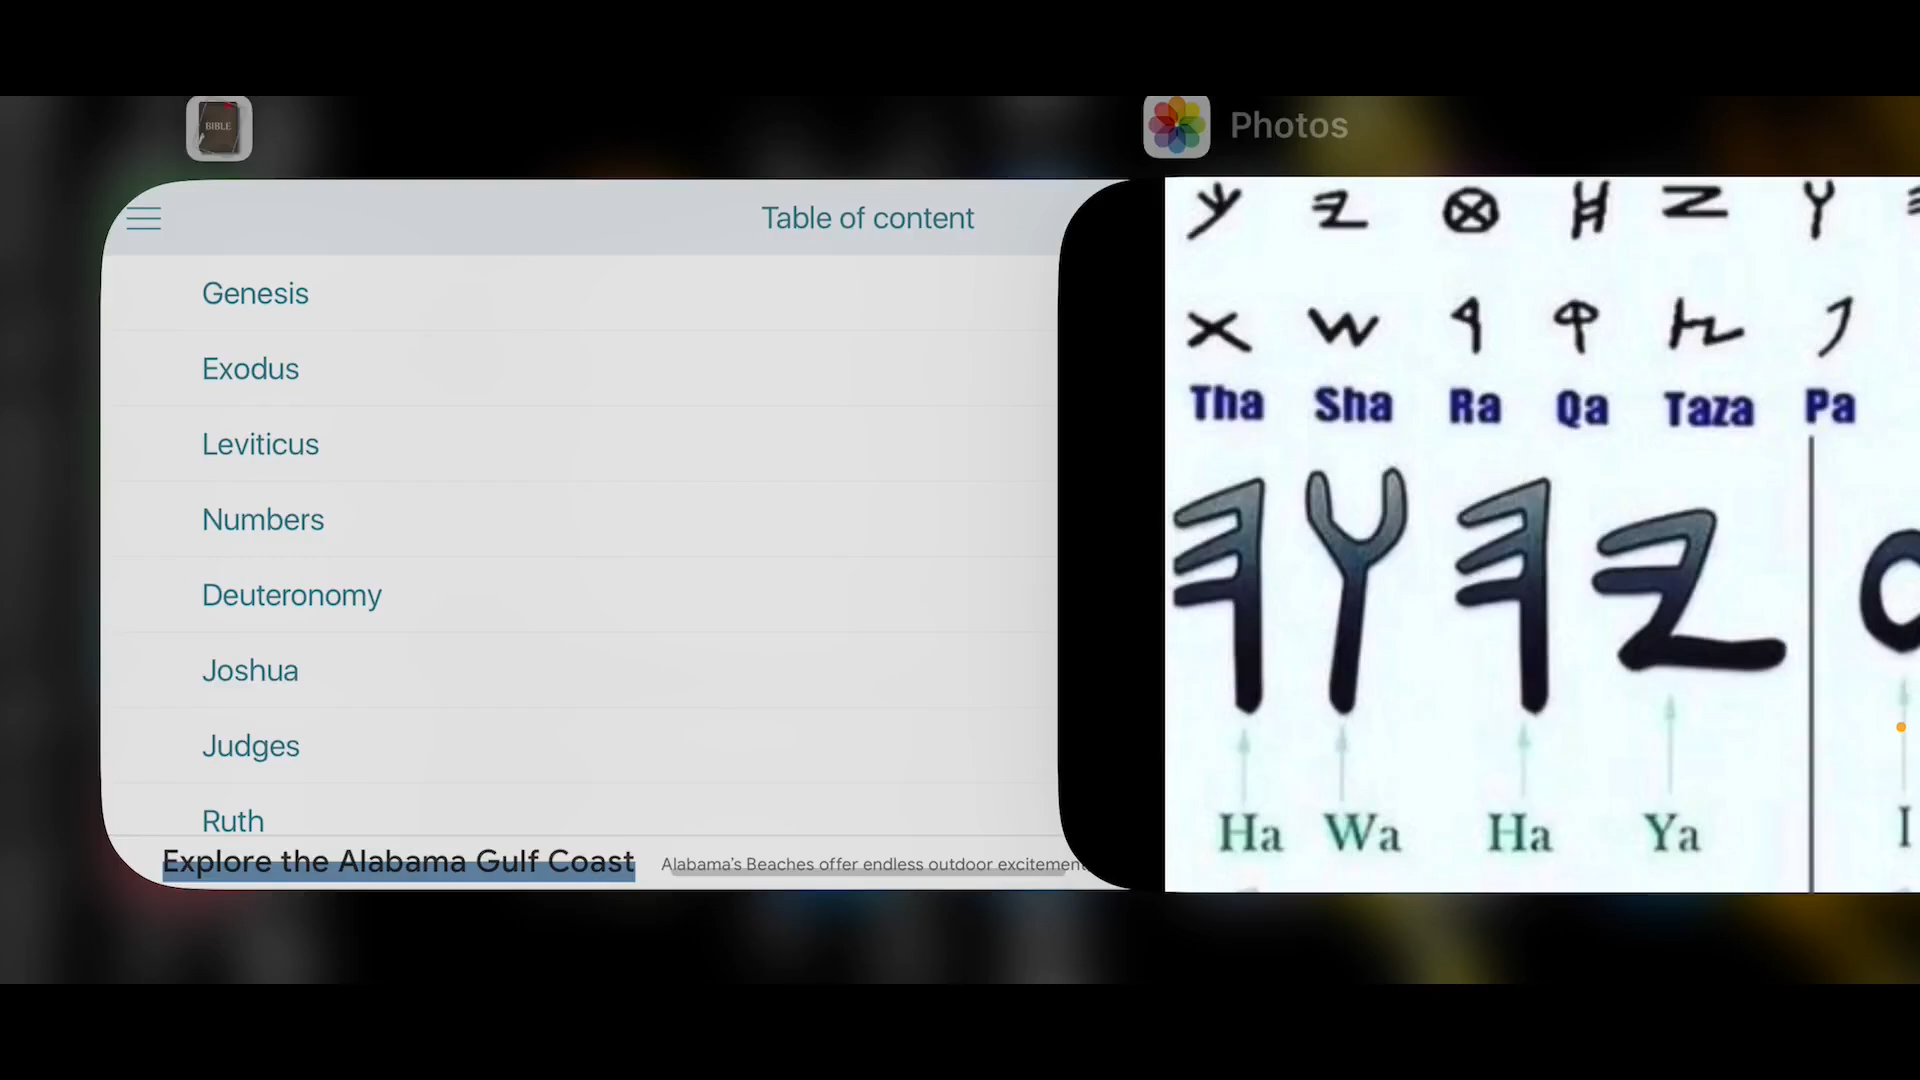 BIBLE
Photos
Table of content
Genesis
Exodus
Leviticus
Numbers
Deuteronomy
Joshua
Judges
Ruth
Explore the Alabama Gulf Coast
Alabama's Beaches offer endless outdoor excitement
𐤊 𐤉 𐤈 𐤇 𐤆 𐤅
𐤕 𐤔 𐤓 𐤒 𐤑 𐤐
Tha Sha Ra Qa Taza Pa
𐤄 𐤅 𐤄 𐤉
Ha Wa Ha Ya I